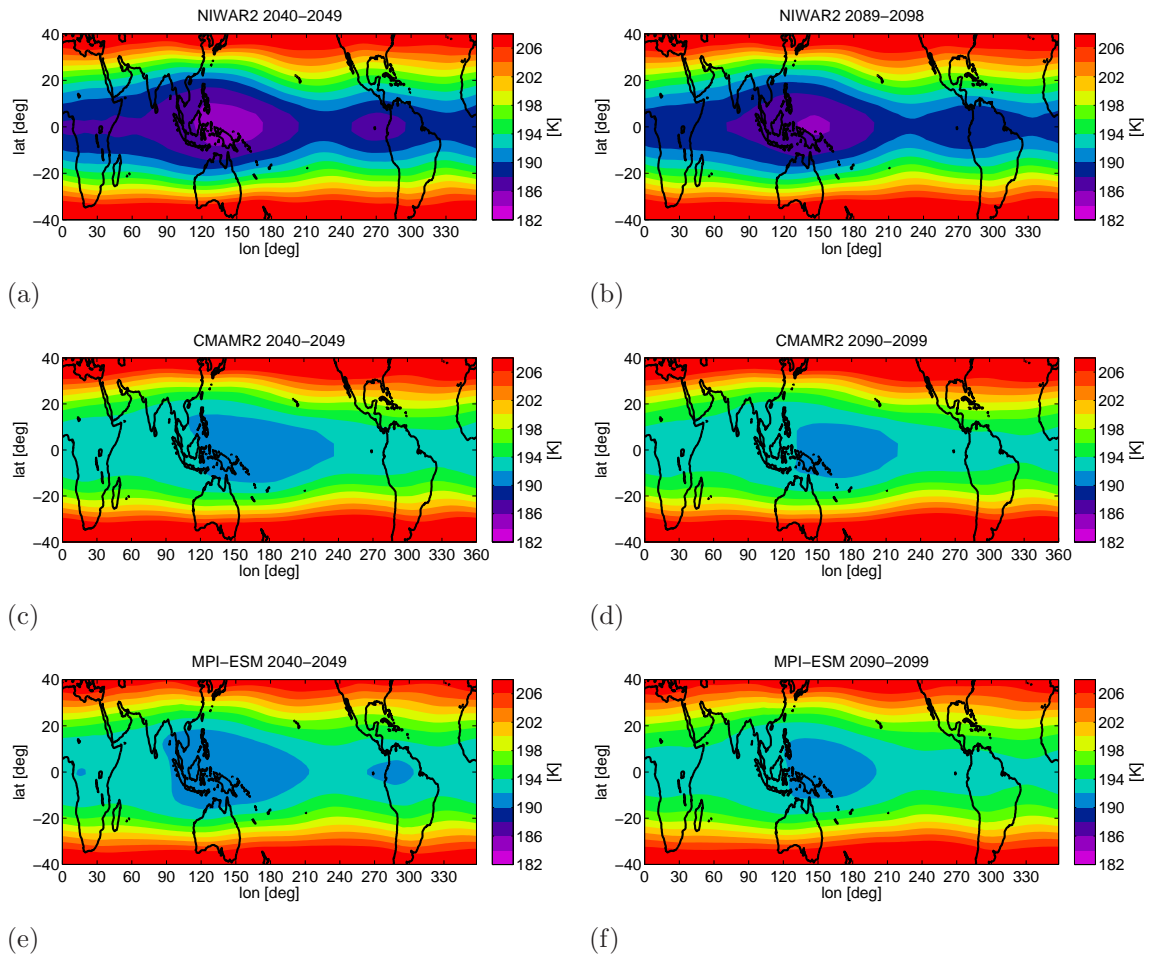 NIWAR2 2040−2049
40
20
0
−20
−40
lat [deg]
0 30 60 90 120 150 180 210 240 270 300 330
lon [deg]
206
202
198
194
190
186
182
[K]
(a)
NIWAR2 2089−2098
40
20
0
−20
−40
lat [deg]
0 30 60 90 120 150 180 210 240 270 300 330
lon [deg]
206
202
198
194
190
186
182
[K]
(b)
CMAMR2 2040−2049
40
20
0
−20
−40
lat [deg]
0 30 60 90 120 150 180 210 240 270 300 330 360
lon [deg]
206
202
198
194
190
186
182
[K]
(c)
CMAMR2 2090−2099
40
20
0
−20
−40
lat [deg]
0 30 60 90 120 150 180 210 240 270 300 330 360
lon [deg]
206
202
198
194
190
186
182
[K]
(d)
MPI−ESM 2040−2049
40
20
0
−20
−40
lat [deg]
0 30 60 90 120 150 180 210 240 270 300 330
lon [deg]
206
202
198
194
190
186
182
[K]
(e)
MPI−ESM 2090−2099
40
20
0
−20
−40
lat [deg]
0 30 60 90 120 150 180 210 240 270 300 330
lon [deg]
206
202
198
194
190
186
182
[K]
(f)